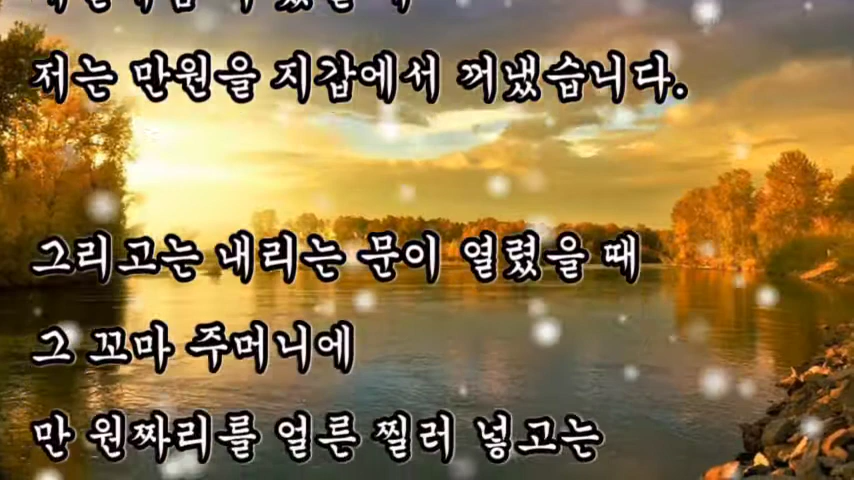 저는 만원을 지갑에서 꺼냈습니다.
그리고는 내리는 문이 열렸을 때
그 꼬마 주머니에
만 원짜리를 얼른 찔러 넣고는